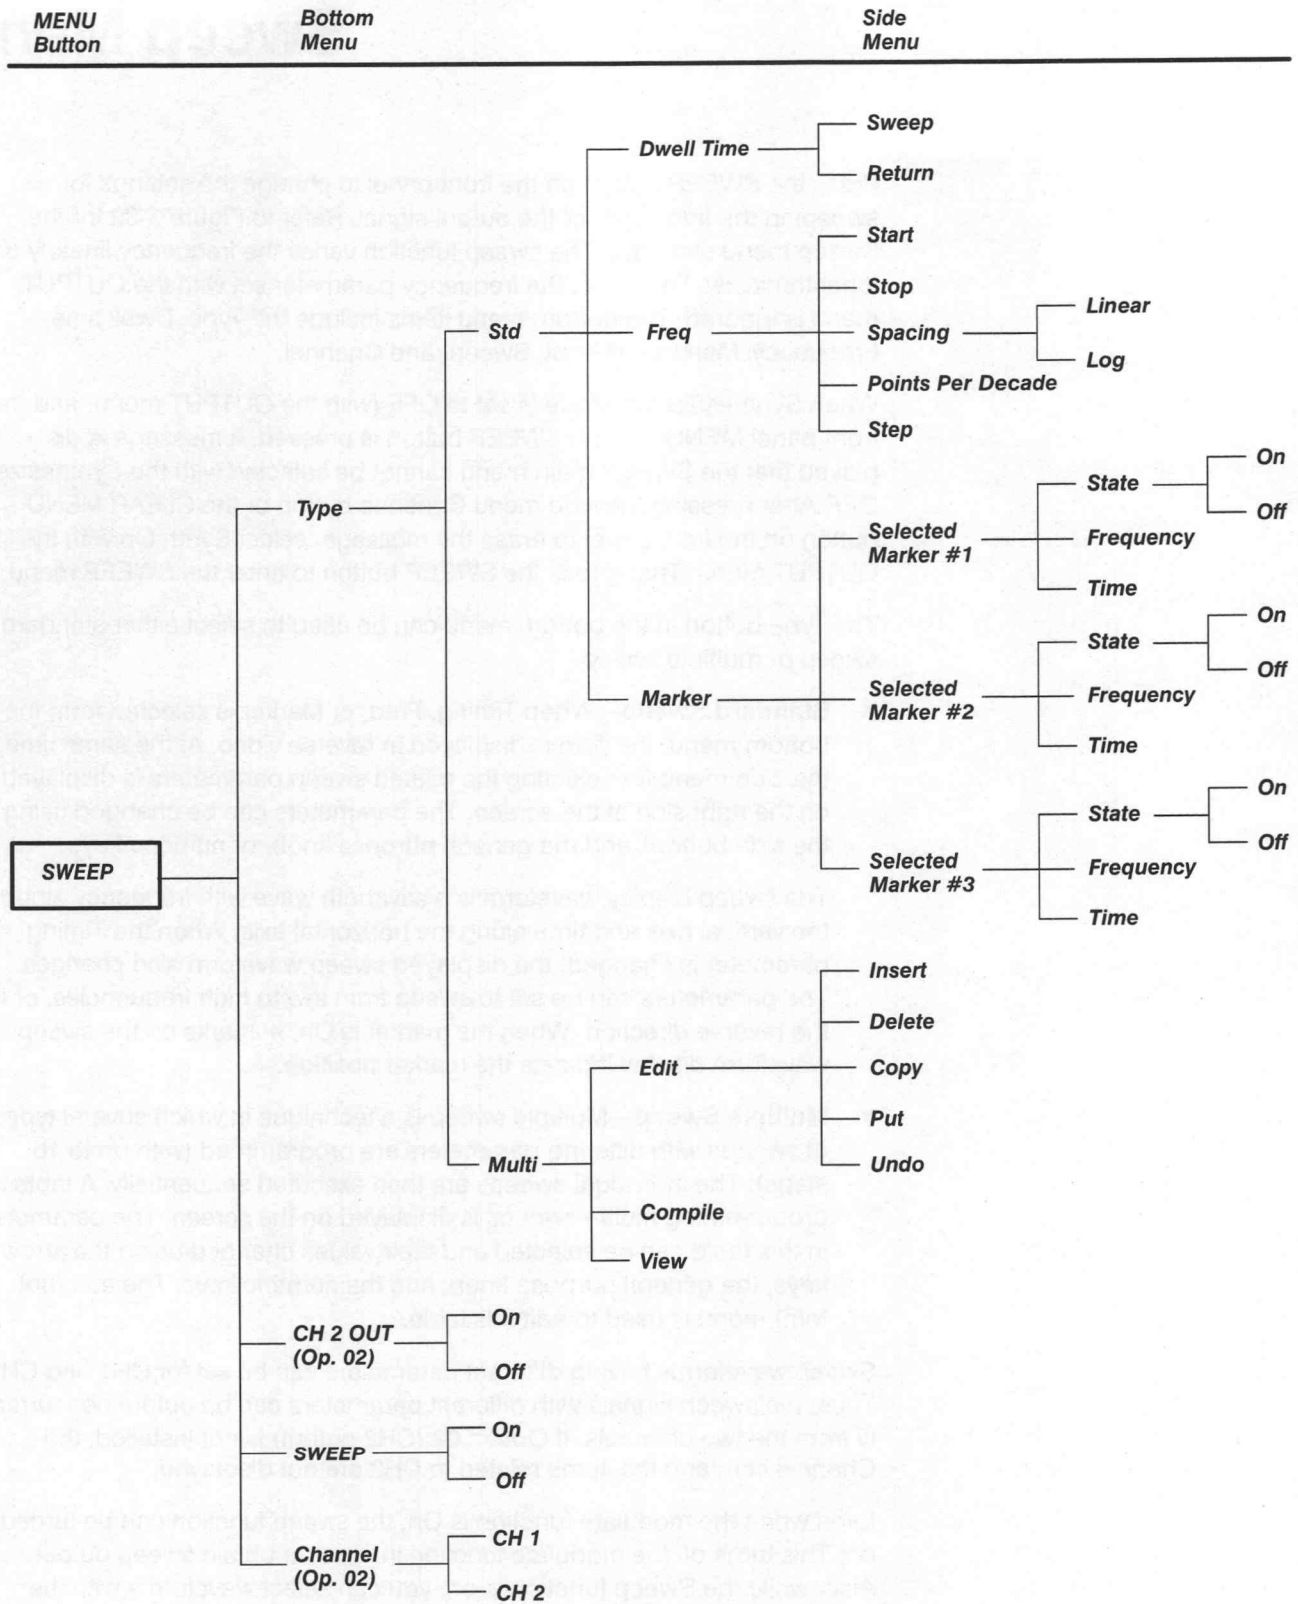 MENU
Button
Bottom
Menu
Side
Menu
Sweep
Dwell Time
Return
Start
Stop
Linear
Std
Freq
Spacing
Log
Points Per Decade
Step
On
State
Off
Type
Selected
Marker #1
Frequency
Time
On
State
Off
Marker
Selected
Marker #2
Frequency
Time
On
State
Off
SWEEP
Selected
Marker #3
Frequency
Time
Insert
Delete
Edit
Copy
Put
Multi
Undo
Compile
View
On
CH 2 OUT
(Op. 02)
Off
On
SWEEP
Off
CH 1
Channel
(Op. 02)
CH 2